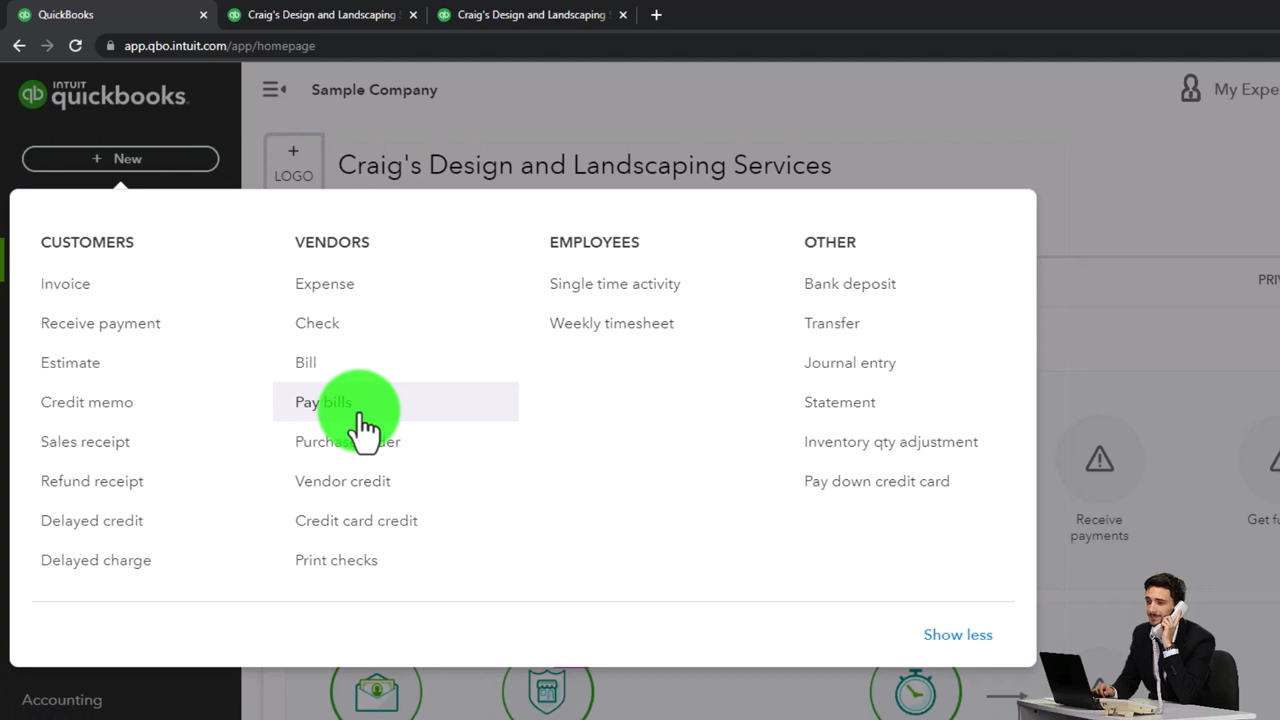 QuickBooks
Craig's Design and Landscaping
Craig's Design and Landscaping
app.qbo.intuit.com/app/homepage
INTUIT
quickbooks.
Sample Company
My Expe
+ New
+
LOGO
Craig's Design and Landscaping Services
CUSTOMERS
Invoice
Receive payment
Estimate
Credit memo
Sales receipt
Refund receipt
Delayed credit
Delayed charge
VENDORS
Expense
Check
Bill
Pay bills
Vendor credit
Credit card credit
Print checks
EMPLOYEES
Single time activity
Weekly timesheet
OTHER
Bank deposit
Transfer
Journal entry
Statement
Inventory qty adjustment
Pay down credit card
Show less
PRI
Receive
payments
Get fu
Accounting